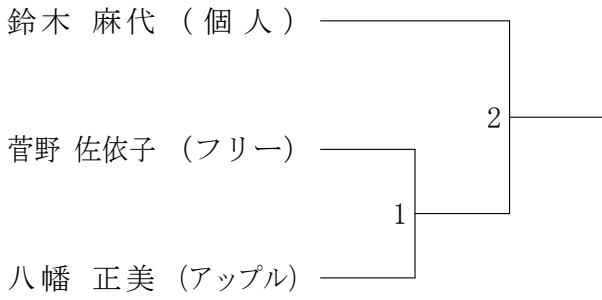 鈴木 麻代 (個人)
2
菅野 佐依子 (フリー)
1
八幡 正美 (アップル)